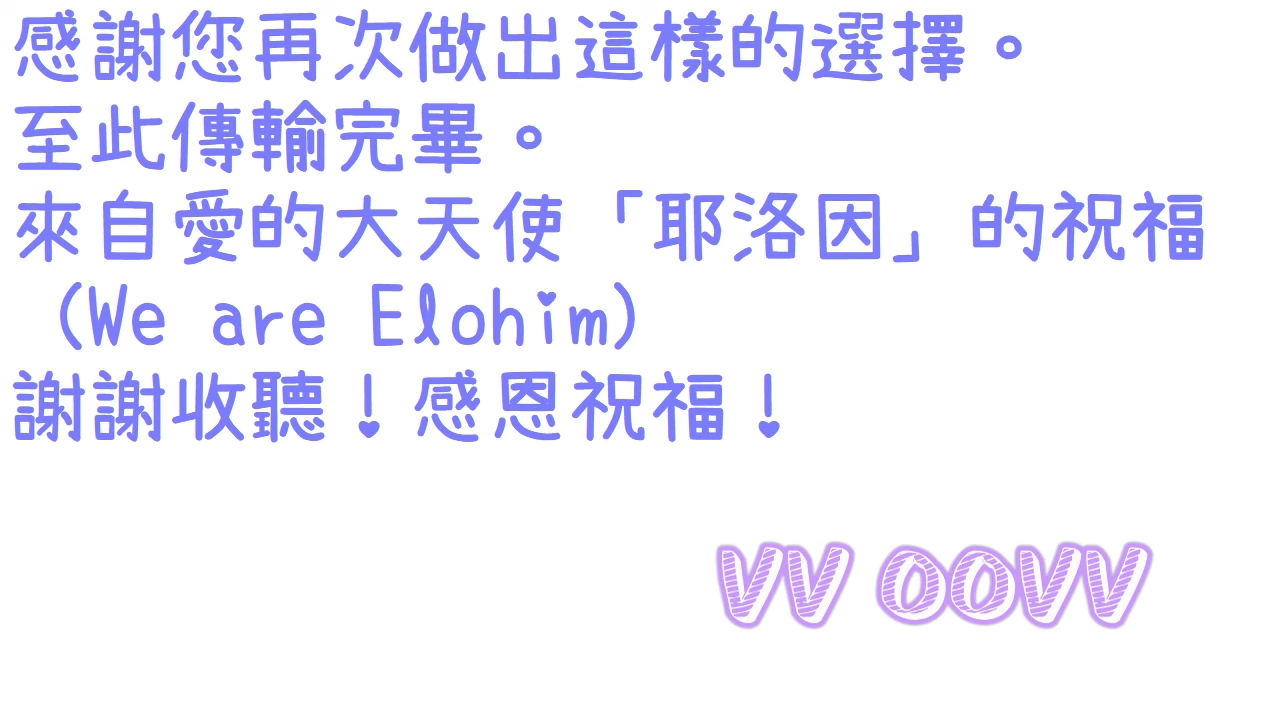 感謝您再次做出這樣的選擇。
至此傳輸完畢。
來自愛的大天使「耶洛因」的祝福
(We are Elohim)
謝謝收聽！感恩祝福！
VV OOVV